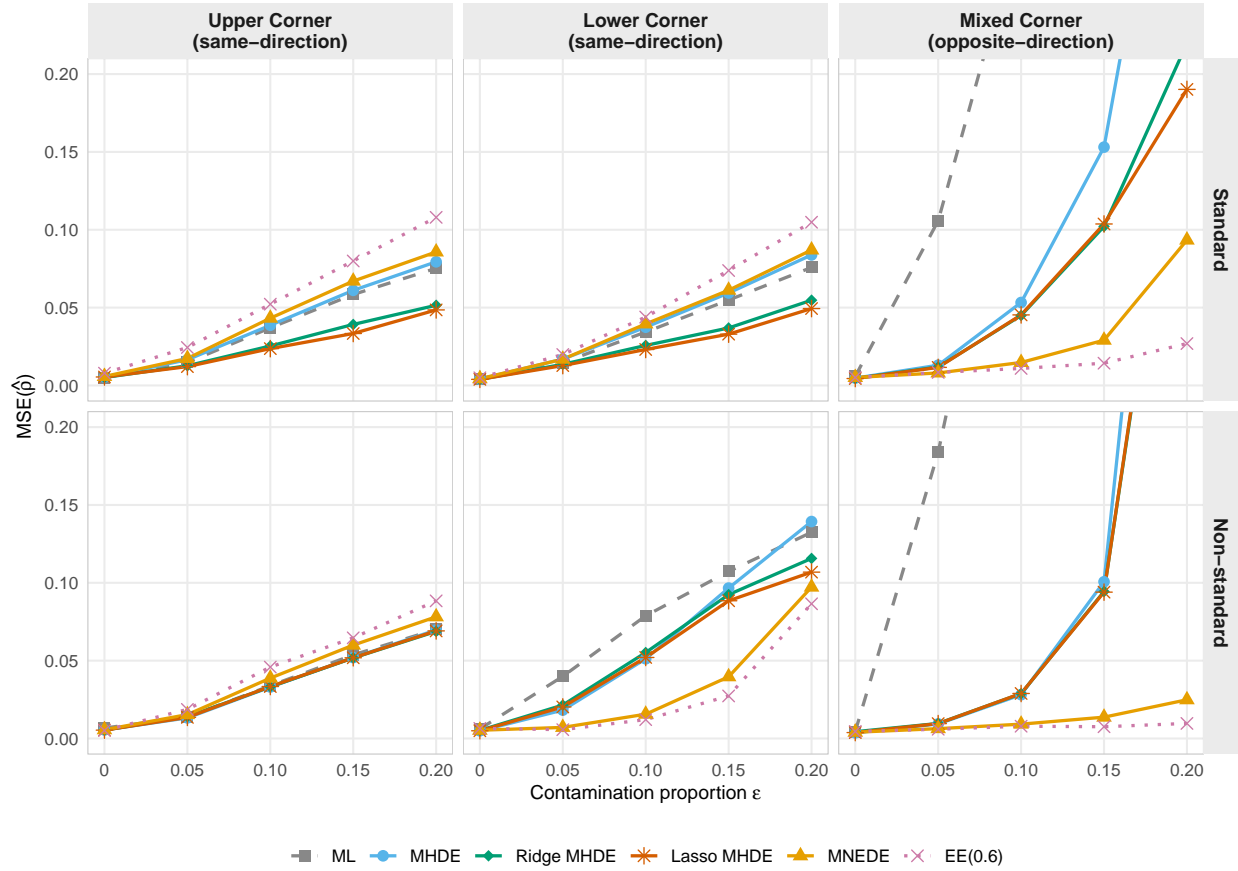 Upper Corner
(same−direction)
Lower Corner
(same−direction)
Mixed Corner
(opposite−direction)
0.20
0.15
0.10
0.05
0.00
Standard
0.20
0.15
0.10
0.05
0.00
Non−standard
MSE(ρ̂)
0 0.05 0.10 0.15 0.20
0 0.05 0.10 0.15 0.20
0 0.05 0.10 0.15 0.20
Contamination proportion ε
ML MHDE Ridge MHDE Lasso MHDE MNEDE EE(0.6)